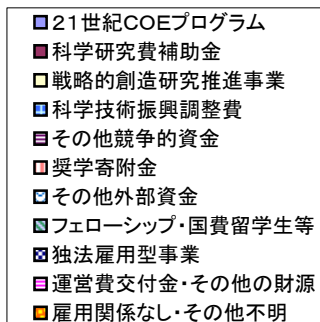 21世紀COEプログラム
科学研究費補助金
戦略的創造研究推進事業
科学技術振興調整費
その他競争的資金
奨学寄附金
その他外部資金
フェローシップ・国費留学生等
独法雇用型事業
運営費交付金・その他の財源
雇用関係なし・その他不明